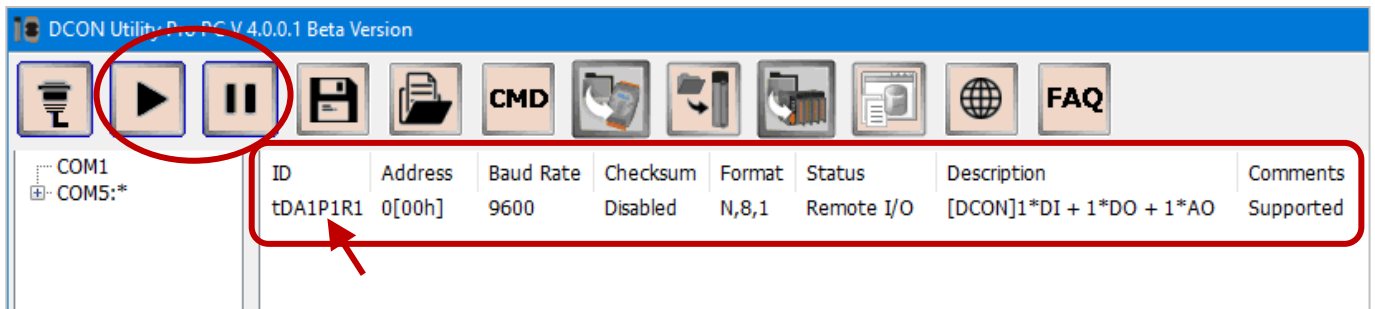 DCON Utility Pro PC V 4.0.0.1 Beta Version
CMD
FAQ
COM1
COM5:*
ID Address Baud Rate Checksum Format Status Description Comments
tDA1P1R1 0[00h] 9600 Disabled N,8,1 Remote I/O [DCON]1*DI + 1*DO + 1*AO Supported